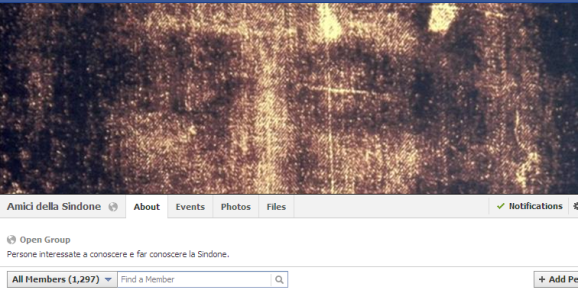 Amici della Sindone About Events Photos Files Notifications
Open Group
Persone interessate a conoscere e far conoscere la Sindone.
All Members (1,297) Find a Member + Add Pe